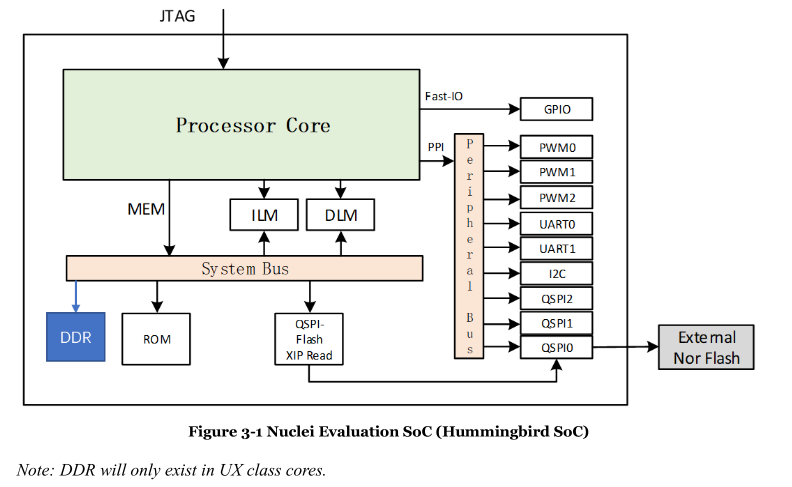 JTAG
Processor Core
Fast-IO
GPIO
PPI
Peripheral Bus
PWM0
PWM1
PWM2
UART0
UART1
I2C
QSPI2
QSPI1
QSPI0
MEM
ILM
DLM
System Bus
DDR
ROM
QSPI-
Flash
XIP Read
External
Nor Flash
Figure 3-1 Nuclei Evaluation SoC (Hummingbird SoC)
Note: DDR will only exist in UX class cores.